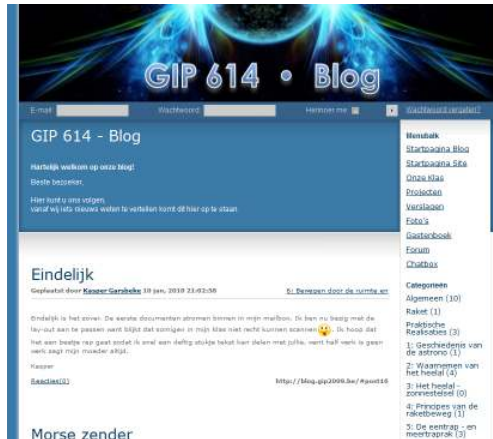 GIP 614 • Blog
E-mail: Wachtwoord: Herinner me: Wachtwoord vergeten?
GIP 614 - Blog
Hartelijk welkom op onze blog!
Beste bezoeker,
Hier kunt u ons volgen,
vanaf wij iets nieuws weten te vertellen komt dit hier op te staan
Menubalk
Startpagina Blog
Startpagina Site
Onze Klas
Projecten
Verslagen
Foto's
Gastenboek
Forum
Chatbox
Categorieën
Algemeen (10)
Raket (1)
Praktische
Realisaties (3)
1: Geschiedenis van
de astrono (1)
2: Waarnemen van
het heelal (4)
3: Het heelal -
zonnestelsel (0)
4: Principes van de
raketbeweg (1)
5: De eentrap - en
meertraprak (3)
Eindelijk
Geplaatst door Kasper Garsbeke 10 jan, 2010 21:02:58
6: Bewegen door de ruimte en
Eindelijk is het zover. De eerste documenten stromen binnen in mijn mailbox. Ik ben nu bezig met de
lay-out aan te passen want blijkt dat somigen in mijn klas niet recht kunnen scannen. Ik hoop dat
het een beetje rap gaat zodat ik snel een deftig stukje tekst kan delen met jullie, want half werk is geen
werk zegt mijn moeder altijd.
Kasper
Reacties(0) http://blog.gip2009.be/#post16
Morse zender